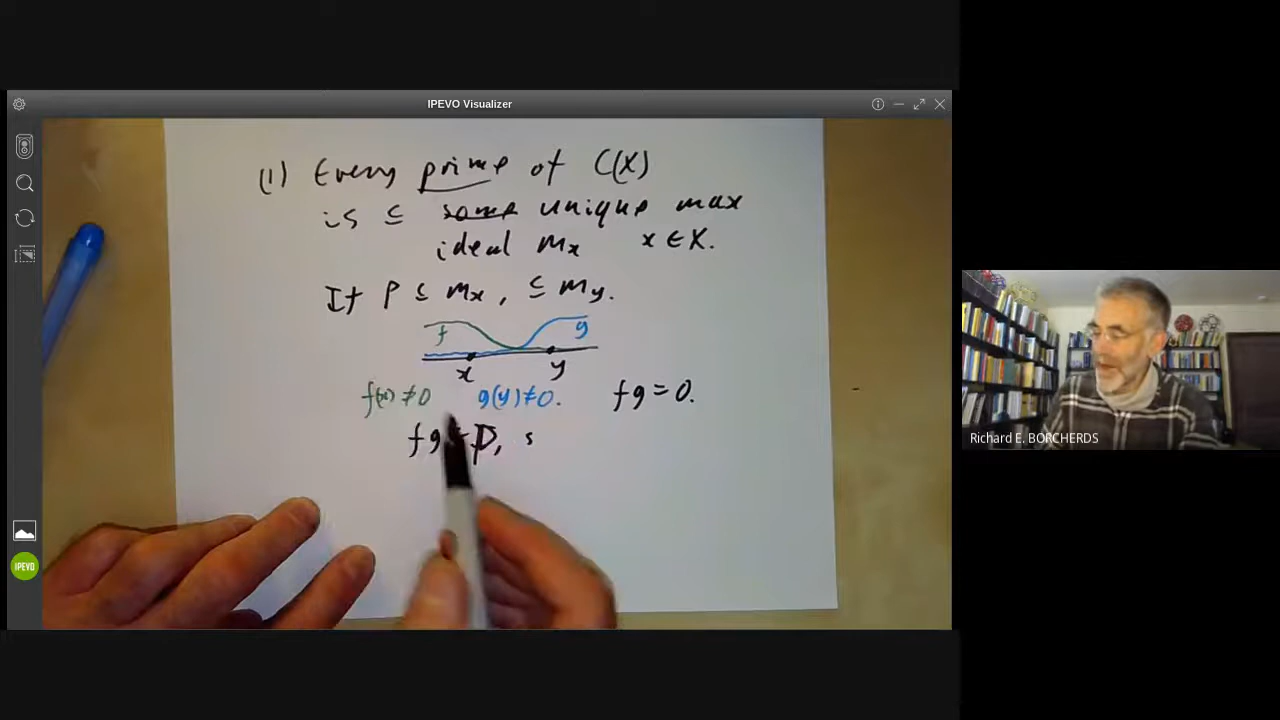 IPEVO Visualizer
(1) Every prime of C(X)
is ⊆ some unique max
ideal mx x ∈ X.
If P ⊆ mx, ⊆ my.
f g
x y
f(x) ≠ 0 g(y) ≠ 0. fg = 0.
fg P, s
Richard E. BORCHERDS
IPEVO